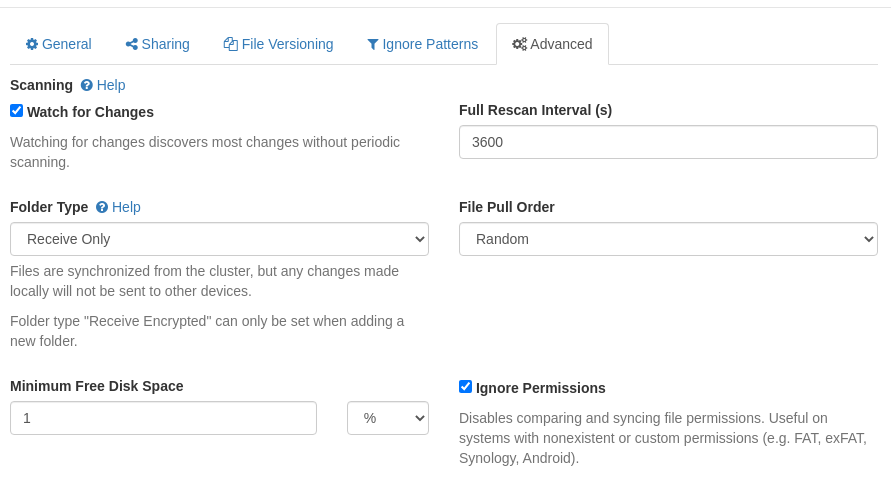 General Sharing File Versioning Ignore Patterns Advanced
Scanning Help
Watch for Changes
Full Rescan Interval (s)
Watching for changes discovers most changes without periodic
scanning.
3600
Folder Type Help
File Pull Order
Receive Only
Random
Files are synchronized from the cluster, but any changes made
locally will not be sent to other devices.
Folder type "Receive Encrypted" can only be set when adding a
new folder.
Minimum Free Disk Space
Ignore Permissions
1 %
Disables comparing and syncing file permissions. Useful on
systems with nonexistent or custom permissions (e.g. FAT, exFAT,
Synology, Android).